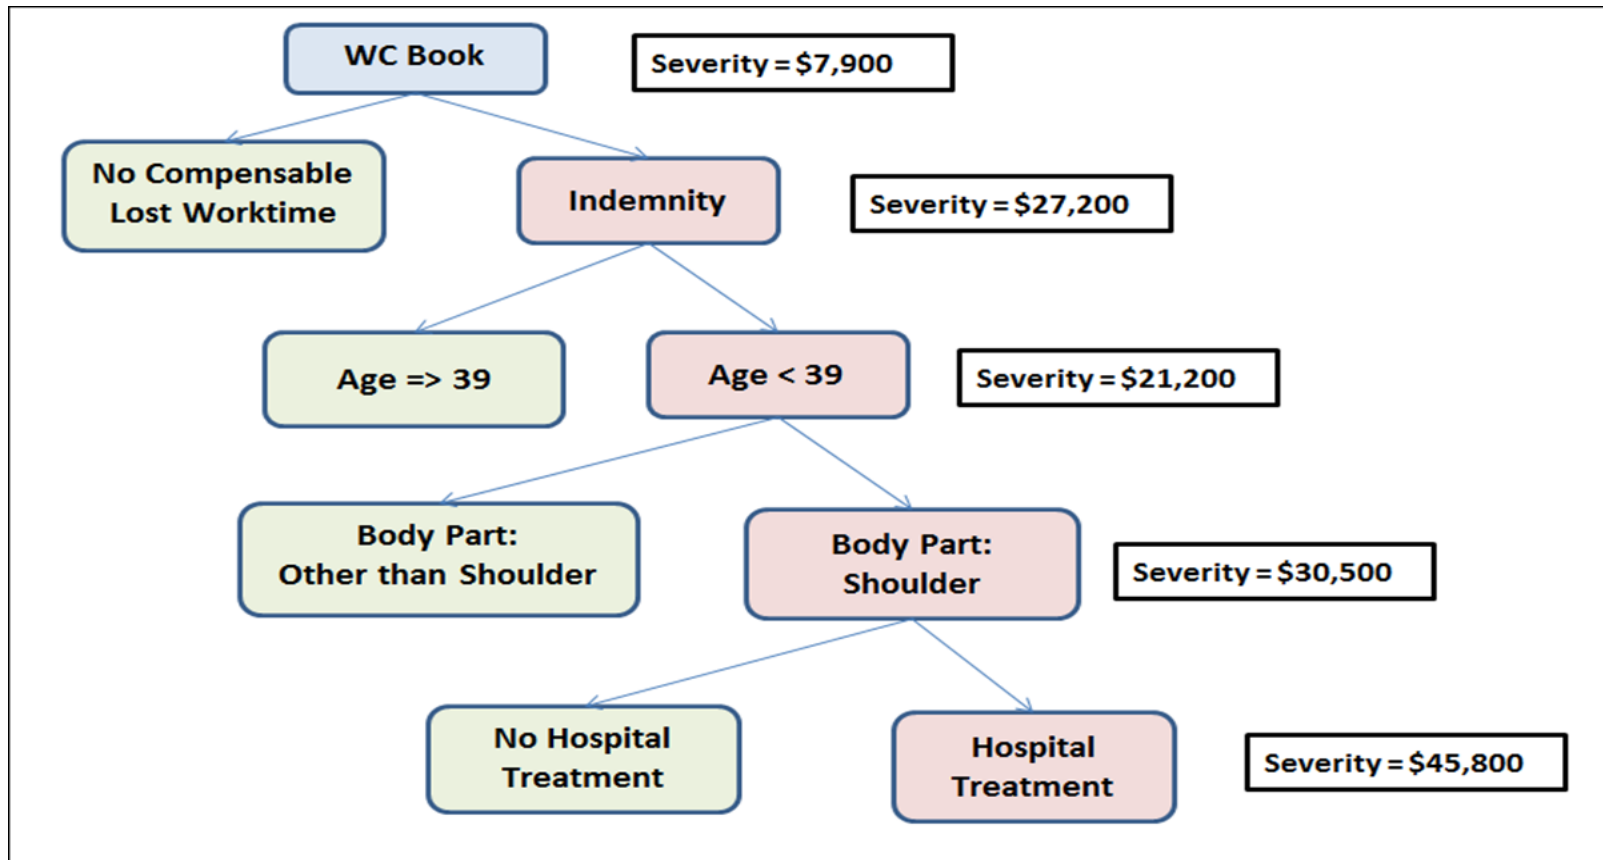 WC Book
Severity = $7,900
No Compensable
Lost Worktime
Indemnity
Severity = $27,200
Age => 39
Age < 39
Severity = $21,200
Body Part:
Other than Shoulder
Body Part:
Shoulder
Severity = $30,500
No Hospital
Treatment
Hospital
Treatment
Severity = $45,800